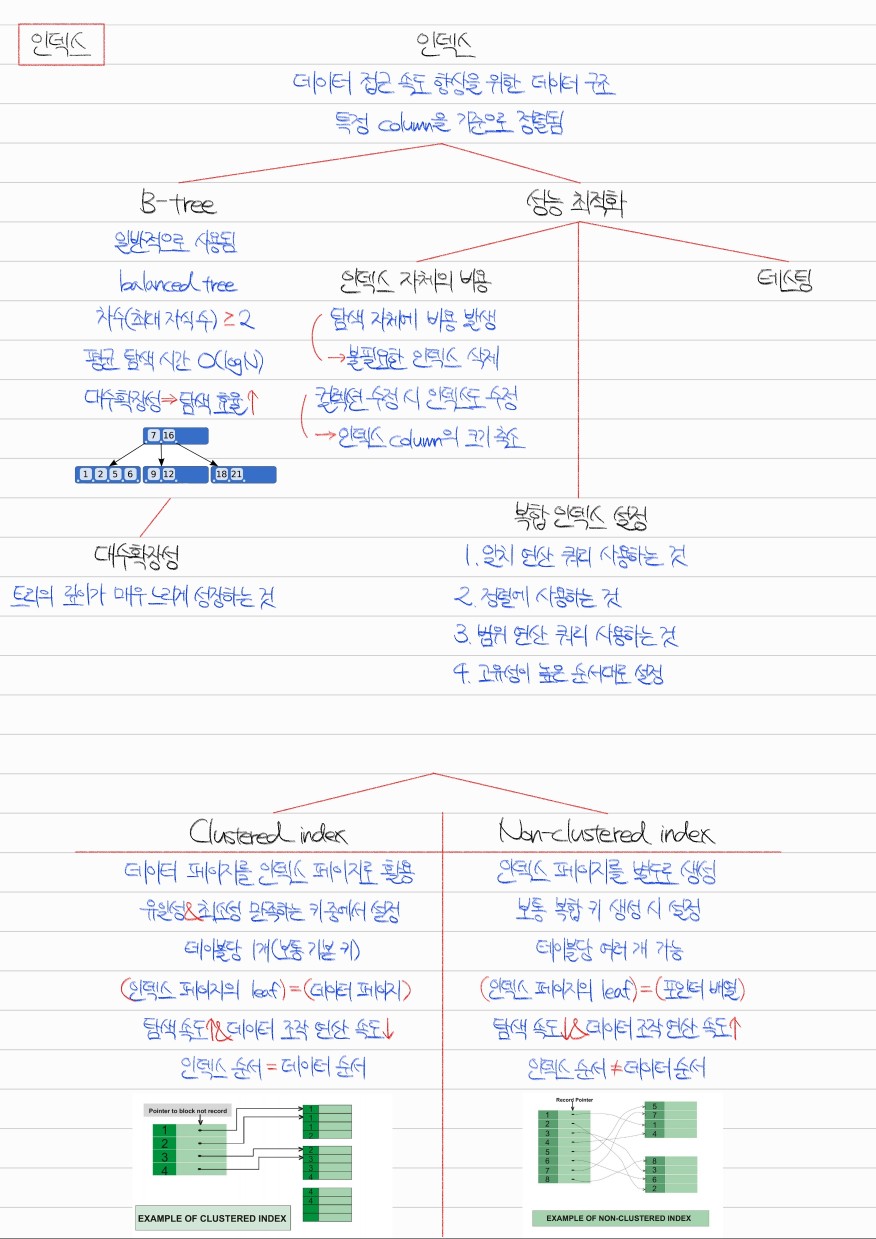 인덱스
인덱스
데이터 접근 속도 향상을 위한 데이터 구조
특정 column을 기준으로 정렬됨
B-tree
일반적으로 사용됨
balanced tree
차수(최대 자식 수) ≥ 2
평균 탐색 시간 O(logN)
대수확장성⇒탐색 효율↑
7 16
1 2 5 6 9 12 18 21
대수확장성
트리의 깊이가 매우 느리게 성장하는 것
성능 최적화
인덱스 자체의 비용
탐색 자체에 비용 발생
→불필요한 인덱스 삭제
컬렉션 수정 시 인덱스도 수정
→인덱스 column의 크기 축소
테스팅
복합 인덱스 설정
1. 일치 연산 쿼리 사용하는 것
2. 정렬에 사용하는 것
3. 범위 연산 쿼리 사용하는 것
4. 고유성이 높은 순서대로 설정
Clustered index
데이터 페이지를 인덱스 페이지로 활용
유일성&최소성 만족하는 키 중에서 설정
테이블당 1개(보통 기본 키)
(인덱스 페이지의 leaf)=(데이터 페이지)
탐색 속도↑&데이터 조작 연산 속도↓
인덱스 순서=데이터 순서
Pointer to block not record
1
2
3
4
1
1
1
2
2
3
3
4
4
4
EXAMPLE OF CLUSTERED INDEX
Non-clustered index
인덱스 페이지를 별도로 생성
보통 복합 키 생성 시 설정
테이블당 여러 개 가능
(인덱스 페이지의 leaf)=(포인터 배열)
탐색 속도↓&데이터 조작 연산 속도↑
인덱스 순서≠데이터 순서
Record Pointer
1
2
3
4
5
6
7
8
5
7
1
4
8
3
6
2
EXAMPLE OF NON-CLUSTERED INDEX